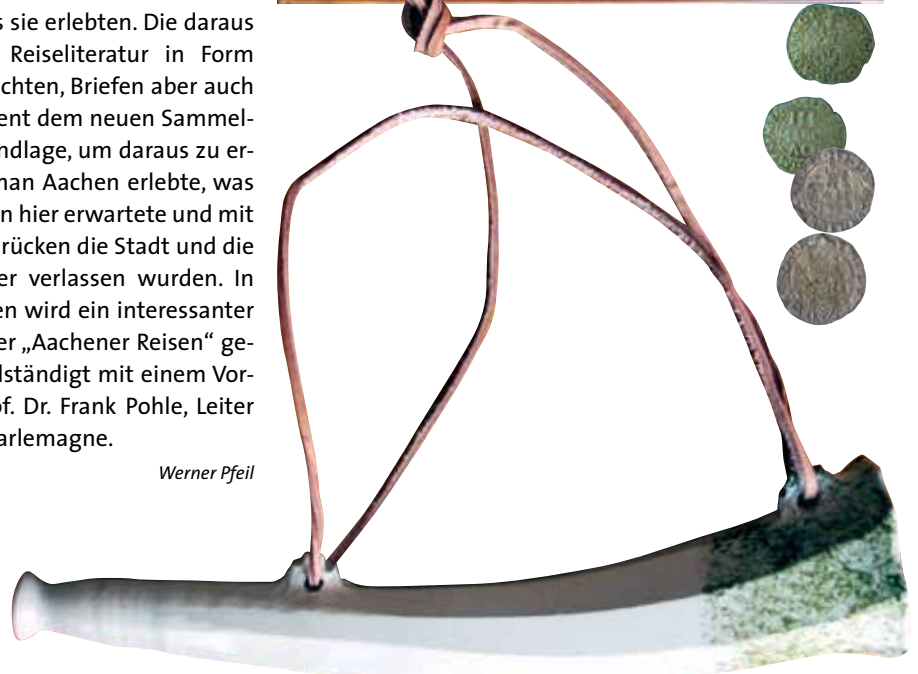 s sie erlebten. Die daraus
Reiseliteratur in Form
chten, Briefen aber auch
ent dem neuen Sammel-
ndlage, um daraus zu er-
nan Aachen erlebte, was
n hier erwartete und mit
rücken die Stadt und die
er verlassen wurden. In
en wird ein interessanter
er „Aachener Reisen“ ge-
lständigt mit einem Vor-
of. Dr. Frank Pohle, Leiter
arlemagne.
Werner Pfeil